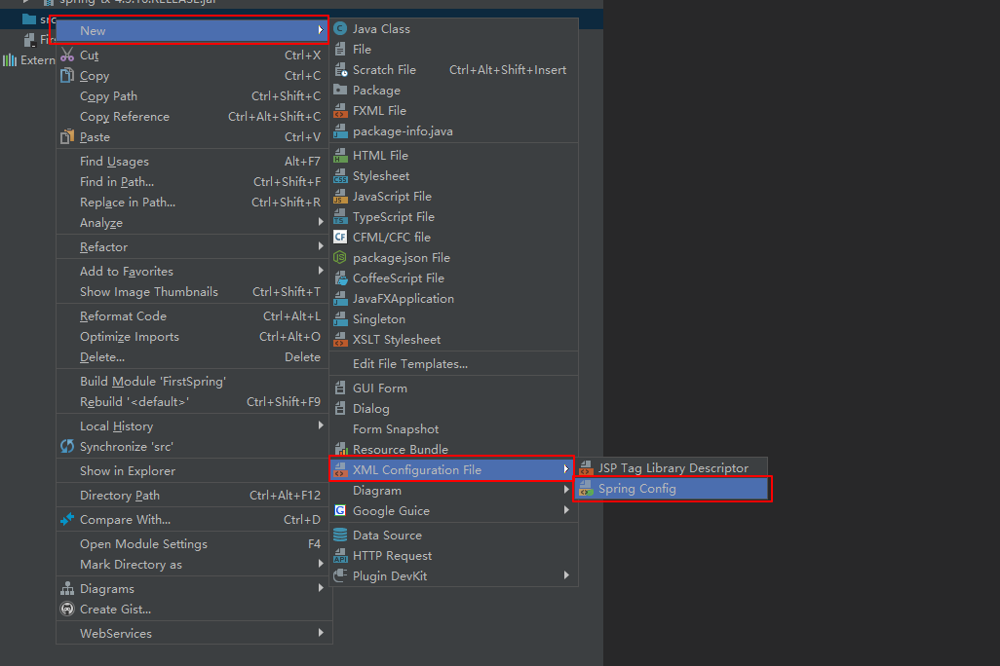 spring-tx-4.3.16.RELEASE.jar
src
Extern
New
Cut Ctrl+X
Copy Ctrl+C
Copy Path Ctrl+Shift+C
Copy Reference Ctrl+Alt+Shift+C
Paste Ctrl+V
Find Usages Alt+F7
Find in Path... Ctrl+Shift+F
Replace in Path... Ctrl+Shift+R
Analyze
Refactor
Add to Favorites
Show Image Thumbnails Ctrl+Shift+T
Reformat Code Ctrl+Alt+L
Optimize Imports Ctrl+Alt+O
Delete... Delete
Build Module 'FirstSpring'
Rebuild '<default>' Ctrl+Shift+F9
Local History
Synchronize 'src'
Show in Explorer
Directory Path Ctrl+Alt+F12
Compare With... Ctrl+D
Open Module Settings F4
Mark Directory as
Diagrams
Create Gist...
WebServices
Java Class
File
Scratch File Ctrl+Alt+Shift+Insert
Package
FXML File
package-info.java
HTML File
Stylesheet
JavaScript File
TypeScript File
CFML/CFC file
package.json File
CoffeeScript File
JavaFXApplication
Singleton
XSLT Stylesheet
Edit File Templates...
GUI Form
Dialog
Form Snapshot
Resource Bundle
XML Configuration File
Diagram
Google Guice
Data Source
HTTP Request
Plugin DevKit
JSP Tag Library Descriptor
Spring Config